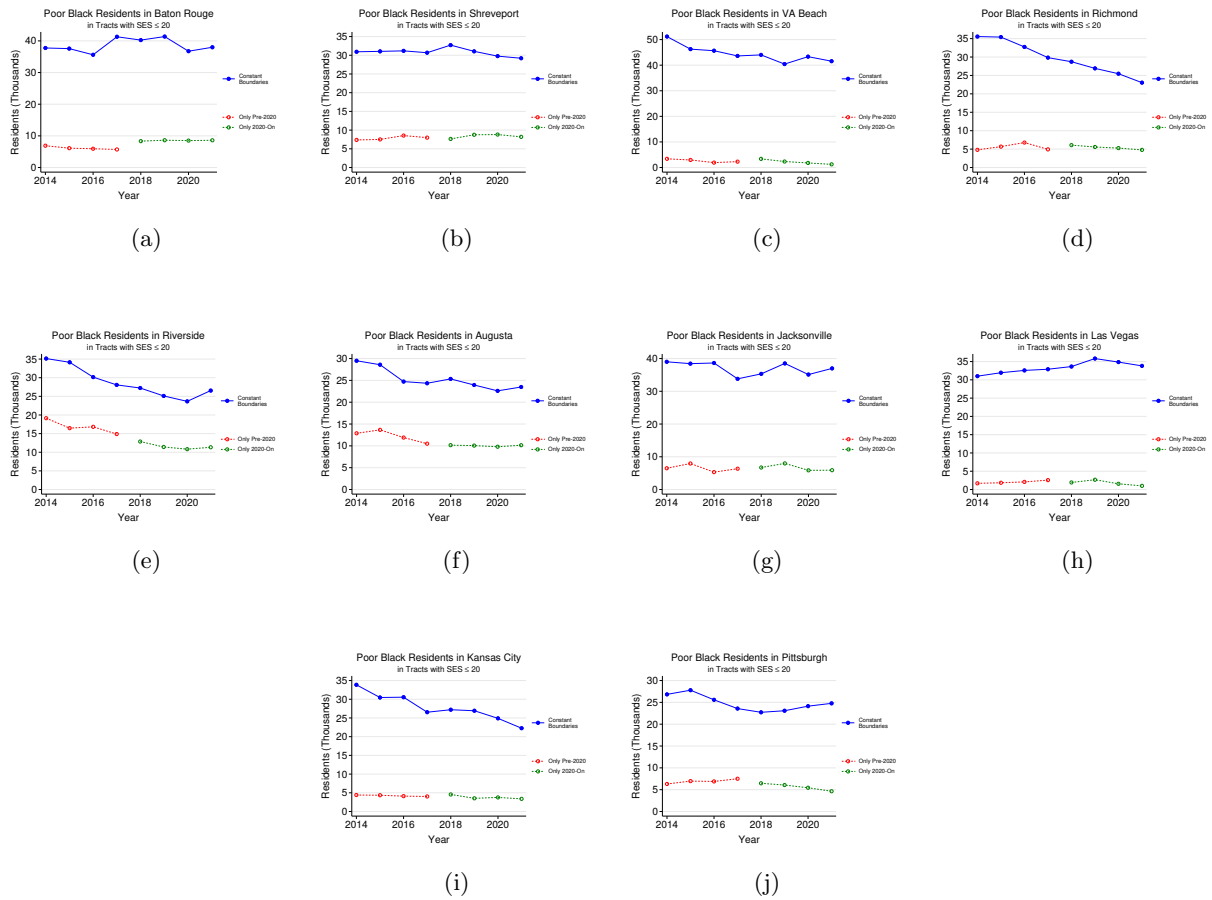 Poor Black Residents in Baton Rouge
in Tracts with SES ≤ 20
Residents (Thousands)
40
30
20
10
0
2014 2016 2018 2020
Year
Constant
Boundaries
Only Pre-2020
Only 2020-On
(a)
Poor Black Residents in Shreveport
in Tracts with SES ≤ 20
Residents (Thousands)
35
30
25
20
15
10
5
0
2014 2016 2018 2020
Year
Constant
Boundaries
Only Pre-2020
Only 2020-On
(b)
Poor Black Residents in VA Beach
in Tracts with SES ≤ 20
Residents (Thousands)
50
40
30
20
10
0
2014 2016 2018 2020
Year
Constant
Boundaries
Only Pre-2020
Only 2020-On
(c)
Poor Black Residents in Richmond
in Tracts with SES ≤ 20
Residents (Thousands)
35
30
25
20
15
10
5
0
2014 2016 2018 2020
Year
Constant
Boundaries
Only Pre-2020
Only 2020-On
(d)
Poor Black Residents in Riverside
in Tracts with SES ≤ 20
Residents (Thousands)
35
30
25
20
15
10
5
0
2014 2016 2018 2020
Year
Constant
Boundaries
Only Pre-2020
Only 2020-On
(e)
Poor Black Residents in Augusta
in Tracts with SES ≤ 20
Residents (Thousands)
30
25
20
15
10
5
0
2014 2016 2018 2020
Year
Constant
Boundaries
Only Pre-2020
Only 2020-On
(f)
Poor Black Residents in Jacksonville
in Tracts with SES ≤ 20
Residents (Thousands)
40
30
20
10
0
2014 2016 2018 2020
Year
Constant
Boundaries
Only Pre-2020
Only 2020-On
(g)
Poor Black Residents in Las Vegas
in Tracts with SES ≤ 20
Residents (Thousands)
35
30
25
20
15
10
5
0
2014 2016 2018 2020
Year
Constant
Boundaries
Only Pre-2020
Only 2020-On
(h)
Poor Black Residents in Kansas City
in Tracts with SES ≤ 20
Residents (Thousands)
35
30
25
20
15
10
5
0
2014 2016 2018 2020
Year
Constant
Boundaries
Only Pre-2020
Only 2020-On
(i)
Poor Black Residents in Pittsburgh
in Tracts with SES ≤ 20
Residents (Thousands)
30
25
20
15
10
5
0
2014 2016 2018 2020
Year
Constant
Boundaries
Only Pre-2020
Only 2020-On
(j)